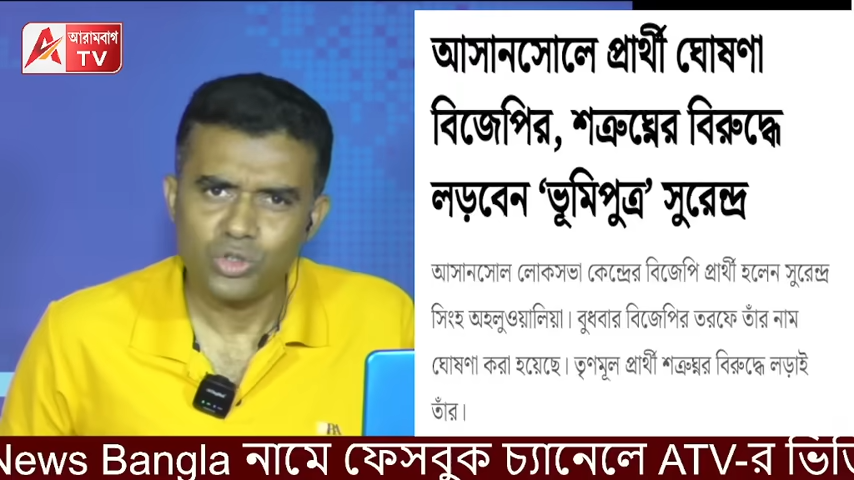 আরামবাগ
TV
আসানসোলে প্রার্থী ঘোষণা
বিজেপির, শত্রুঘ্নের বিরুদ্ধে
লড়বেন ‘ভূমিপুত্র’ সুরেন্দ্র
আসানসোল লোকসভা কেন্দ্রের বিজেপি প্রার্থী হলেন সুরেন্দ্র
সিংহ অহলুওয়ালিয়া। বুধবার বিজেপির তরফে তাঁর নাম
ঘোষণা করা হয়েছে। তৃণমূল প্রার্থী শত্রুঘ্নর বিরুদ্ধে লড়াই
তাঁর।
News Bangla নামে ফেসবুক চ্যানেলে ATV-র